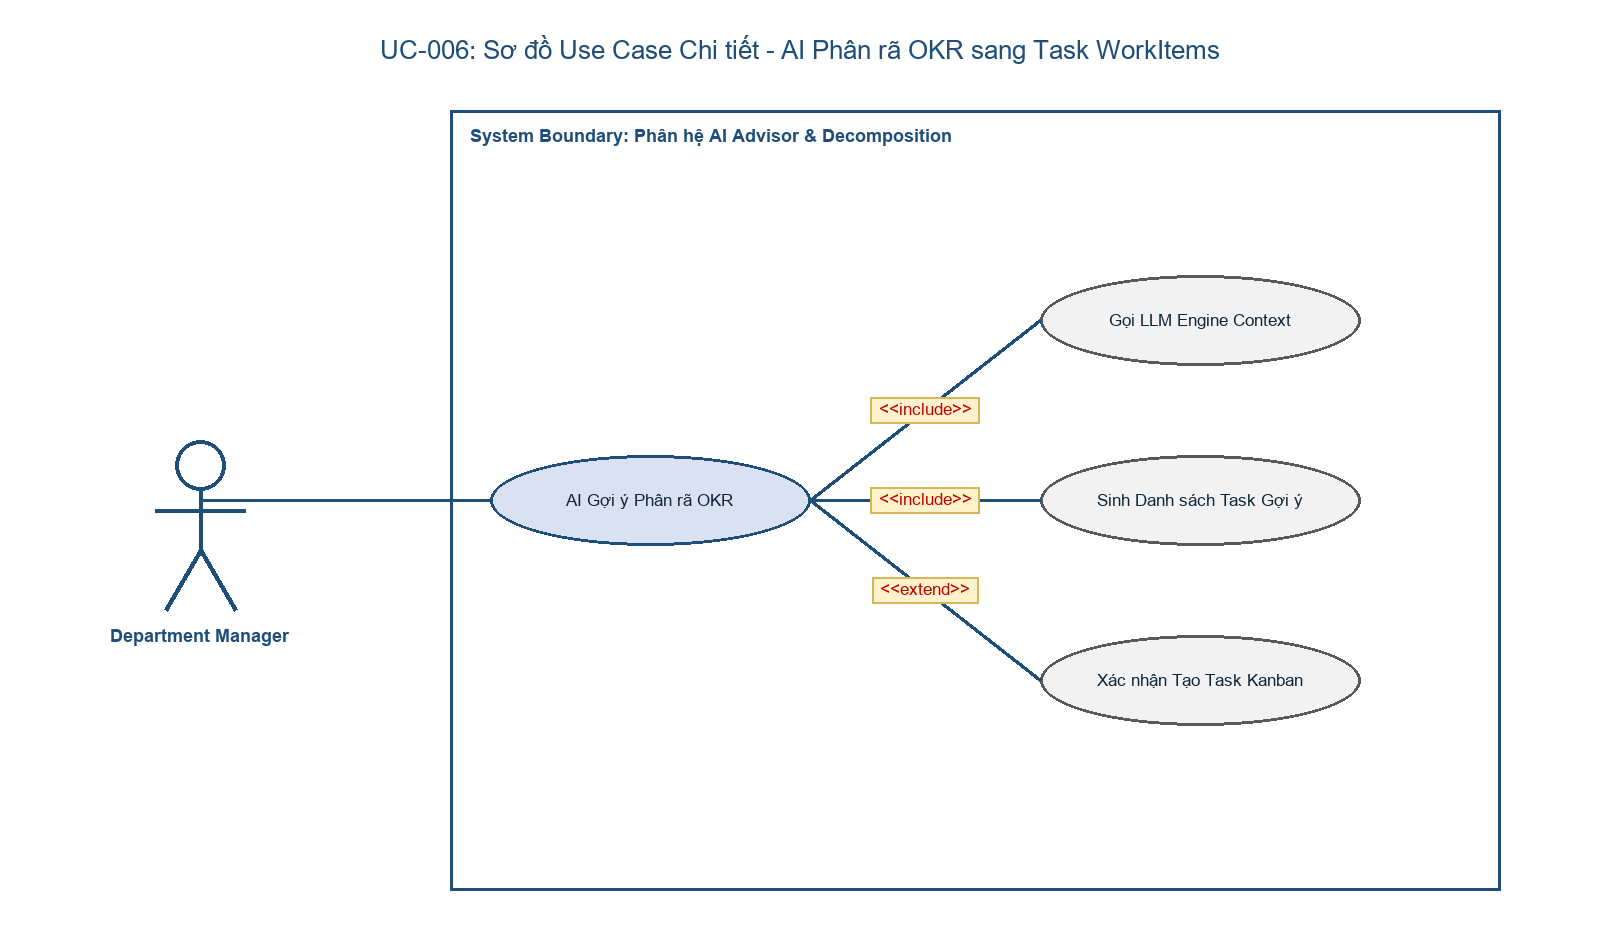 UC-006: Sơ đồ Use Case Chi tiết - AI Phân rã OKR sang Task WorkItems
System Boundary: Phân hệ AI Advisor & Decomposition
Gọi LLM Engine Context
<<include>>
AI Gợi ý Phân rã OKR
<<include>>
Sinh Danh sách Task Gợi ý
<<extend>>
Department Manager
Xác nhận Tạo Task Kanban